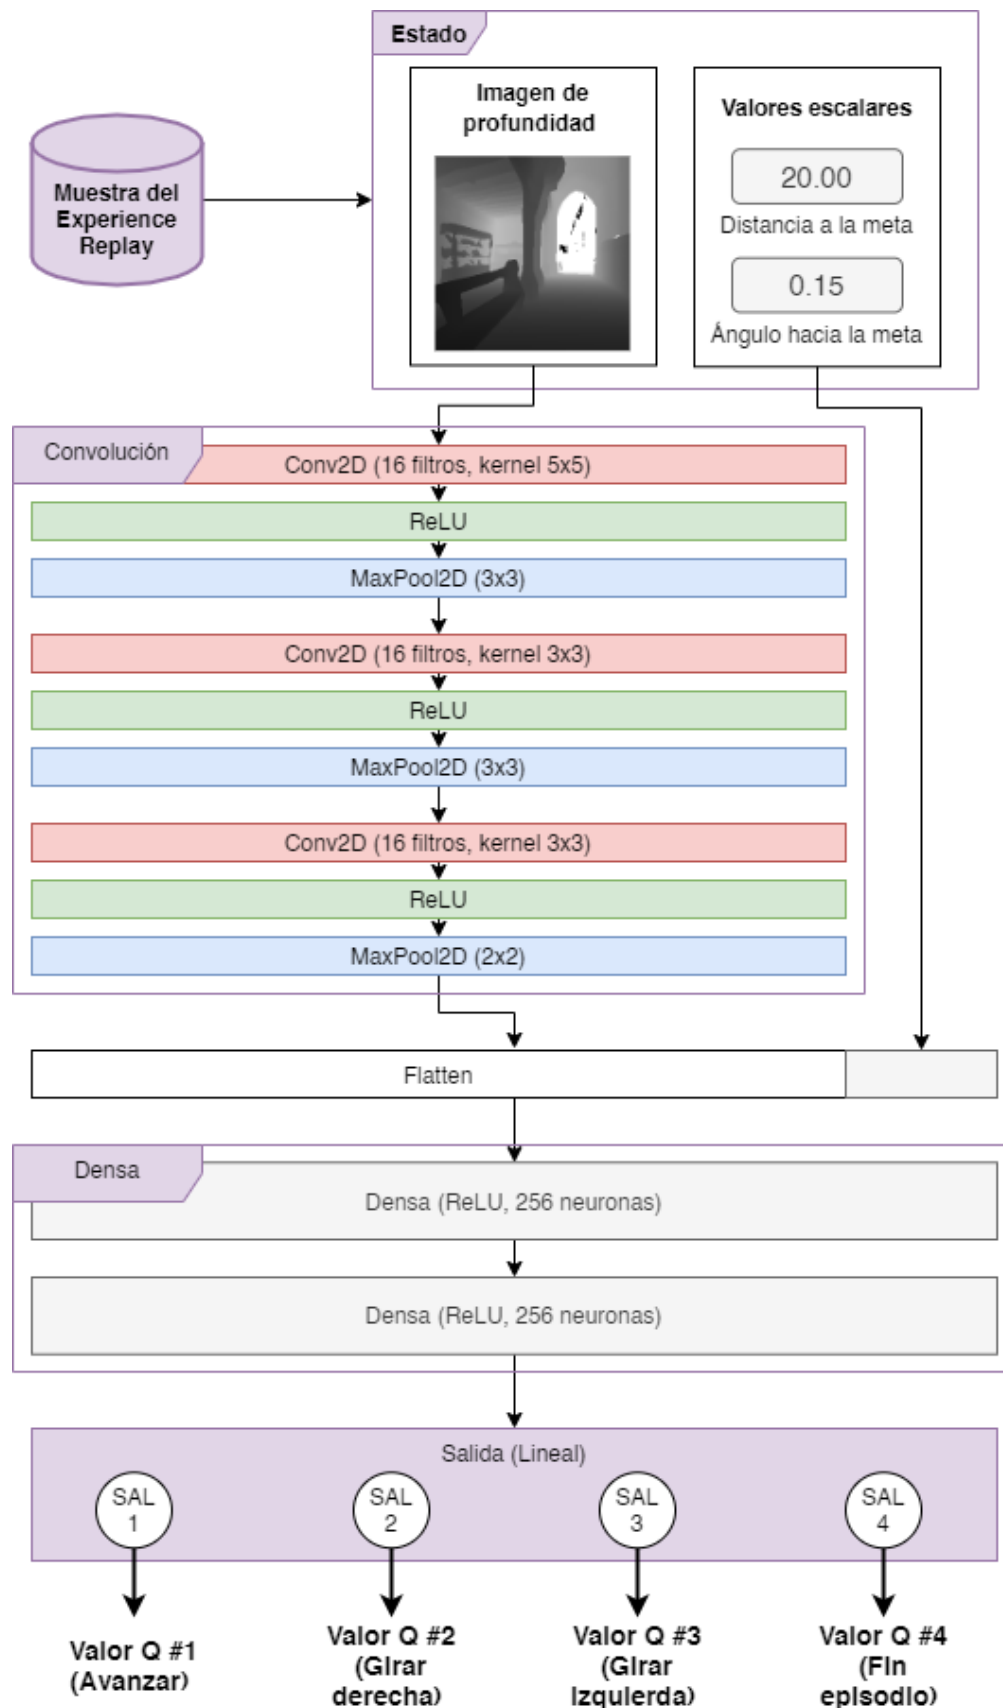 Estado
Imagen de
profundidad
Valores escalares
20.00
Distancia a la meta
0.15
Ángulo hacia la meta
Muestra del
Experience
Replay
Convolución
Conv2D (16 filtros, kernel 5x5)
ReLU
MaxPool2D (3x3)
Conv2D (16 filtros, kernel 3x3)
ReLU
MaxPool2D (3x3)
Conv2D (16 filtros, kernel 3x3)
ReLU
MaxPool2D (2x2)
Flatten
Densa
Densa (ReLU, 256 neuronas)
Densa (ReLU, 256 neuronas)
Salida (Lineal)
SAL
1
SAL
2
SAL
3
SAL
4
Valor Q #1
(Avanzar)
Valor Q #2
(Girar
derecha)
Valor Q #3
(Girar
izquierda)
Valor Q #4
(Fin
episodio)